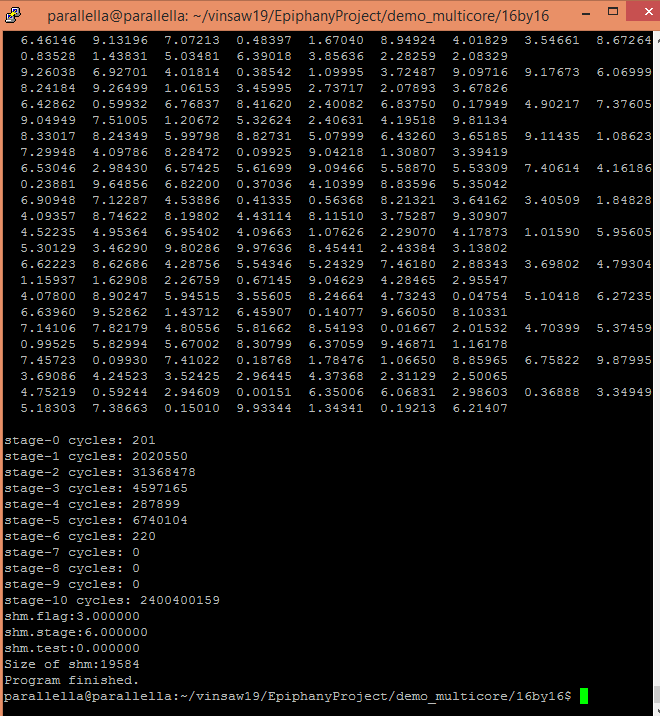 parallella@parallella: ~/vinsaw19/EpiphanyProject/demo_multicore/16by16
6.46146 9.13196 7.07213 0.48397 1.67040 8.94924 4.01829 3.54661 8.67264
0.83528 1.43831 5.03481 6.39018 3.85636 2.28259 2.08329
9.26038 6.92701 4.01814 0.38542 1.09995 3.72487 9.09716 9.17673 6.06999
8.24184 9.26499 1.06153 3.45995 2.73717 2.07893 3.67826
6.42862 0.59932 6.76837 8.41620 2.40082 6.83750 0.17949 4.90217 7.37605
9.04949 7.51005 1.20672 5.32624 2.40631 4.19518 9.81134
8.33017 8.24349 5.99798 8.82731 5.07999 6.43260 3.65185 9.11435 1.08623
7.29948 4.09786 8.28472 0.09925 9.04218 1.30807 3.39419
6.53046 2.98430 6.57425 5.61699 9.09466 5.58870 5.53309 7.40614 4.16186
0.23881 9.64856 6.82200 0.37036 4.10399 8.83596 5.35042
6.90948 7.12287 4.53886 0.41335 0.56368 8.21321 3.64162 3.40509 1.84828
4.09357 8.74622 8.19802 4.43114 8.11510 3.75287 9.30907
4.52235 4.95364 6.95402 4.09663 1.07626 2.29070 4.17873 1.01590 5.95605
5.30129 3.46290 9.80286 9.97636 8.45441 2.43384 3.13802
6.62223 8.62686 4.28756 5.54346 5.24329 7.46180 2.88343 3.69802 4.79304
1.15937 1.62908 2.26759 0.67145 9.04629 4.28465 2.95547
4.07800 8.90247 5.94515 3.55605 8.24664 4.73243 0.04754 5.10418 6.27235
6.63960 9.52862 1.43712 6.45907 0.14077 9.66050 8.10331
7.14106 7.82179 4.80556 5.81662 8.54193 0.01667 2.01532 4.70399 5.37459
0.99525 5.82994 5.67002 8.30799 6.37059 9.46871 1.16178
7.45723 0.09930 7.41022 0.18768 1.78476 1.06650 8.85965 6.75822 9.87995
3.69086 4.24523 3.52425 2.96445 4.37368 2.31129 2.50065
4.75219 0.59244 2.94609 0.00151 6.35006 6.06831 2.98603 0.36888 3.34949
5.18303 7.38663 0.15010 9.93344 1.34341 0.19213 6.21407
stage-0 cycles: 201
stage-1 cycles: 2020550
stage-2 cycles: 31368478
stage-3 cycles: 4597165
stage-4 cycles: 287899
stage-5 cycles: 6740104
stage-6 cycles: 220
stage-7 cycles: 0
stage-8 cycles: 0
stage-9 cycles: 0
stage-10 cycles: 2400400159
shm.flag:3.000000
shm.stage:6.000000
shm.test:0.000000
Size of shm:19584
Program finished.
parallella@parallella:~/vinsaw19/EpiphanyProject/demo_multicore/16by16$